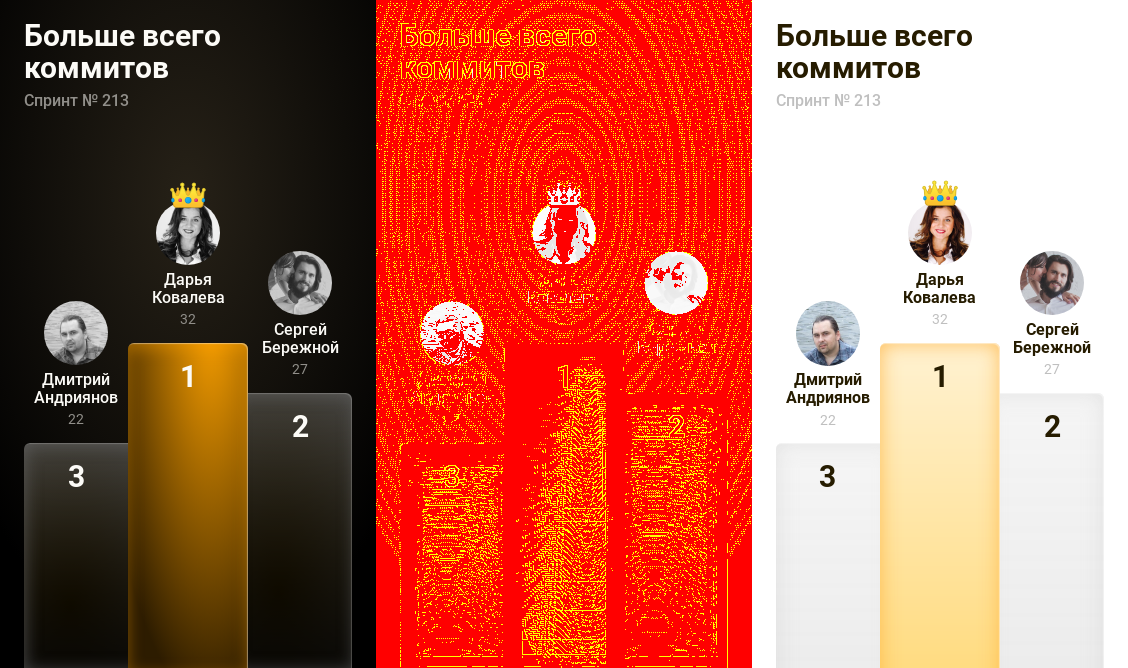 Больше всего
коммитов
Спринт № 213
Дарья
Ковалева
32
Сергей
Бережной
27
Дмитрий
Андриянов
22
1
2
3
Больше всего
коммитов
1
2
3
Больше всего
коммитов
Спринт № 213
Дарья
Ковалева
32
Сергей
Бережной
27
Дмитрий
Андриянов
22
1
2
3